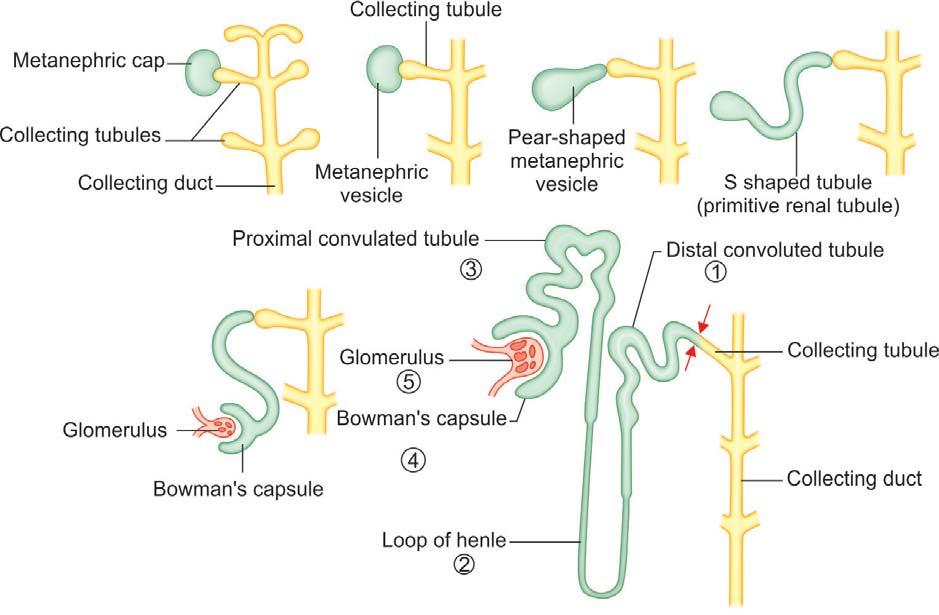 Collecting tubule
Metanephric cap
Collecting tubules
Collecting duct
Metanephric
vesicle
Pear-shaped
metanephric
vesicle
S shaped tubule
(primitive renal tubule)
Proximal convulated tubule
③
Distal convoluted tubule
①
Glomerulus
⑤
Collecting tubule
Bowman's capsule
④
Glomerulus
Bowman's capsule
Collecting duct
Loop of henle
②